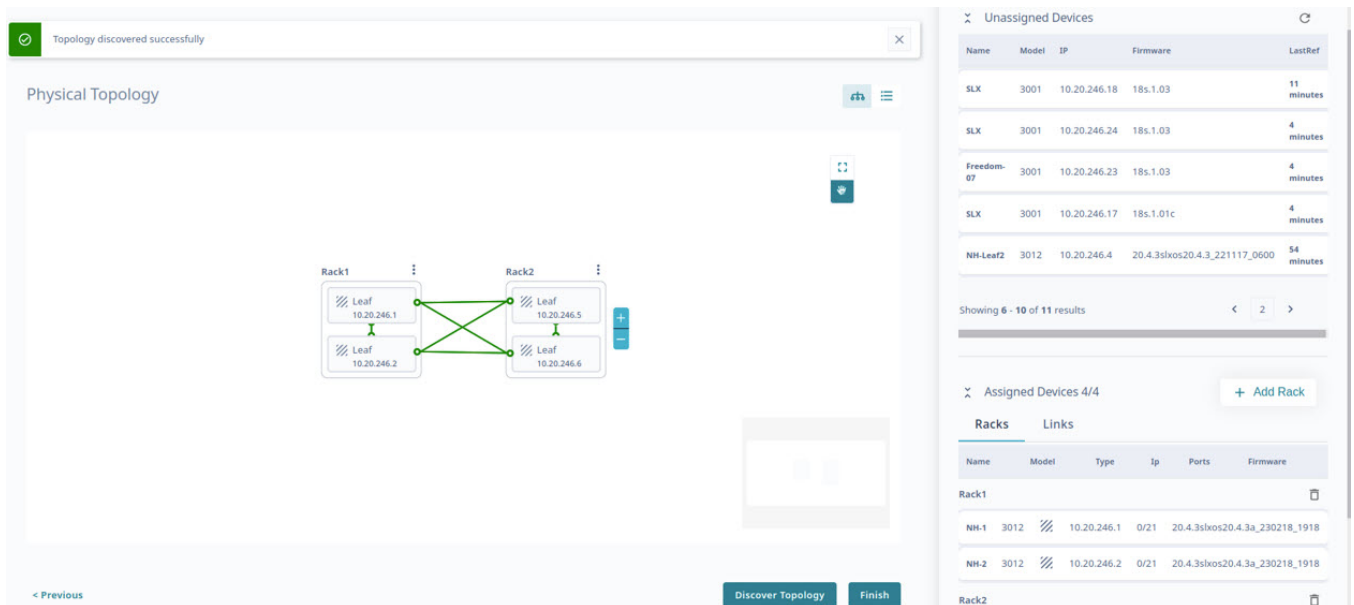 Topology discovered successfully
Physical Topology
Rack1
Leaf
10.20.246.1
Leaf
10.20.246.2
Rack2
Leaf
10.20.246.5
Leaf
10.20.246.6
+
−
< Previous
Discover Topology
Finish
Unassigned Devices
Name Model IP Firmware LastRef
SLX 3001 10.20.246.18 18s.1.03 11 minutes
SLX 3001 10.20.246.24 18s.1.03 4 minutes
Freedom-07 3001 10.20.246.23 18s.1.03 4 minutes
SLX 3001 10.20.246.17 18s.1.01c 4 minutes
NH-Leaf2 3012 10.20.246.4 20.4.3slxos20.4.3_221117_0600 54 minutes
Showing 6 - 10 of 11 results < 2 >
Assigned Devices 4/4 + Add Rack
Racks Links
Name Model Type Ip Ports Firmware
Rack1
NH-1 3012 10.20.246.1 0/21 20.4.3slxos20.4.3a_230218_1918
NH-2 3012 10.20.246.2 0/21 20.4.3slxos20.4.3a_230218_1918
Rack2